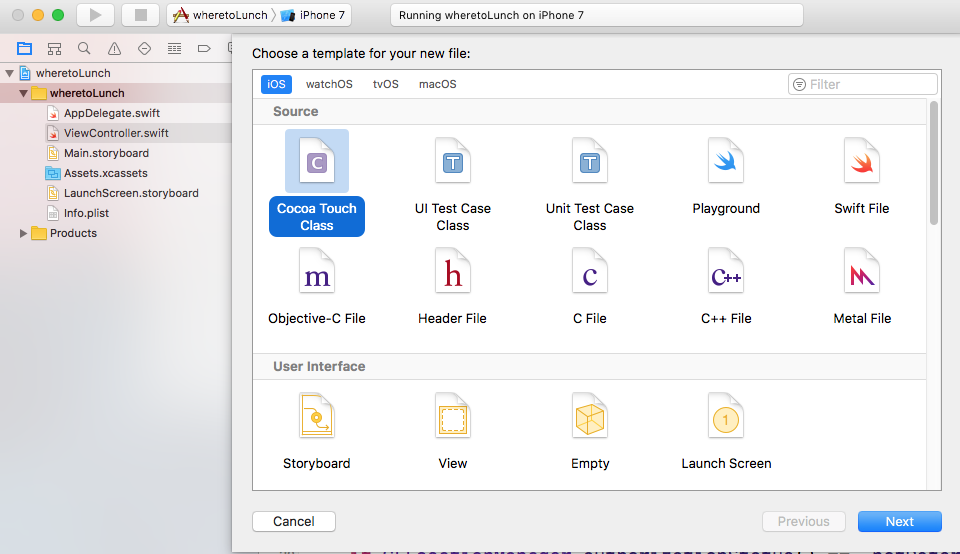 wheretoLunch iPhone 7
Running wheretoLunch on iPhone 7
wheretoLunch
wheretoLunch
AppDelegate.swift
ViewController.swift
Main.storyboard
Assets.xcassets
LaunchScreen.storyboard
Info.plist
Products
Choose a template for your new file:
iOS watchOS tvOS macOS Filter
Source
C T T
Cocoa Touch UI Test Case Unit Test Case Playground Swift File
Class Class Class
m h c C++
Objective-C File Header File C File C++ File Metal File
User Interface
1
Storyboard View Empty Launch Screen
Cancel Previous Next